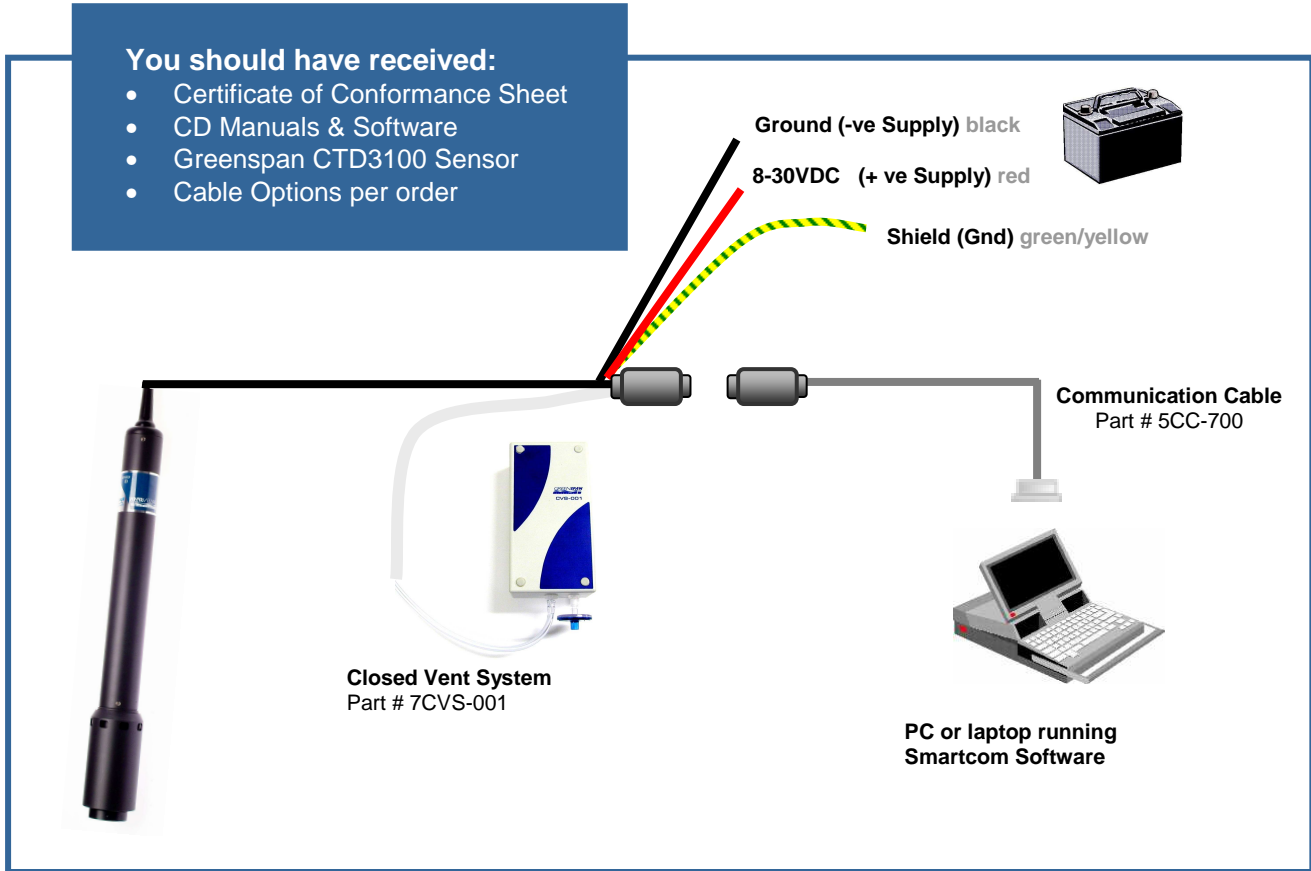 You should have received:
• Certificate of Conformance Sheet
• CD Manuals & Software
• Greenspan CTD3100 Sensor
• Cable Options per order
Ground (-ve Supply) black
8-30VDC (+ ve Supply) red
Shield (Gnd) green/yellow
Communication Cable
Part # 5CC-700
CVS-001
Closed Vent System
Part # 7CVS-001
PC or laptop running
Smartcom Software